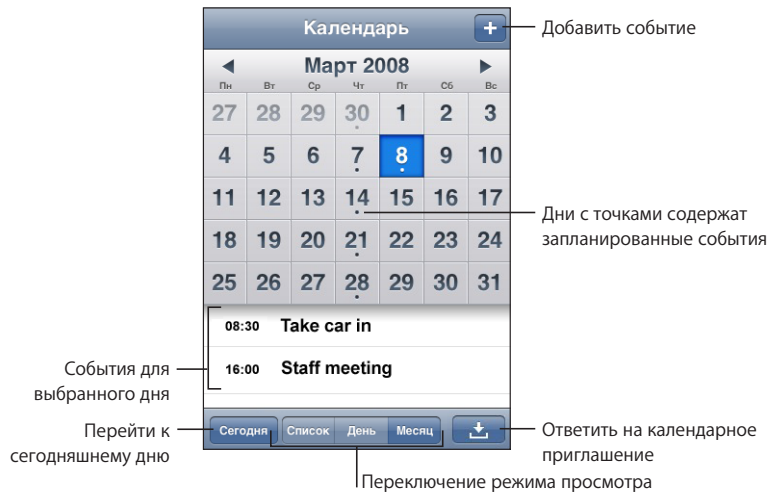 Календарь
+ Добавить событие
Март 2008
Пн Вт Ср Чт Пт Сб Вс
27 28 29 30 1 2 3
4 5 6 7 8 9 10
11 12 13 14 15 16 17
Дни с точками содержат
запланированные события
18 19 20 21 22 23 24
25 26 27 28 29 30 31
08:30 Take car in
16:00 Staff meeting
События для
выбранного дня
Перейти к
сегодняшнему дню
Сегодня Список День Месяц
Ответить на календарное
приглашение
Переключение режима просмотра